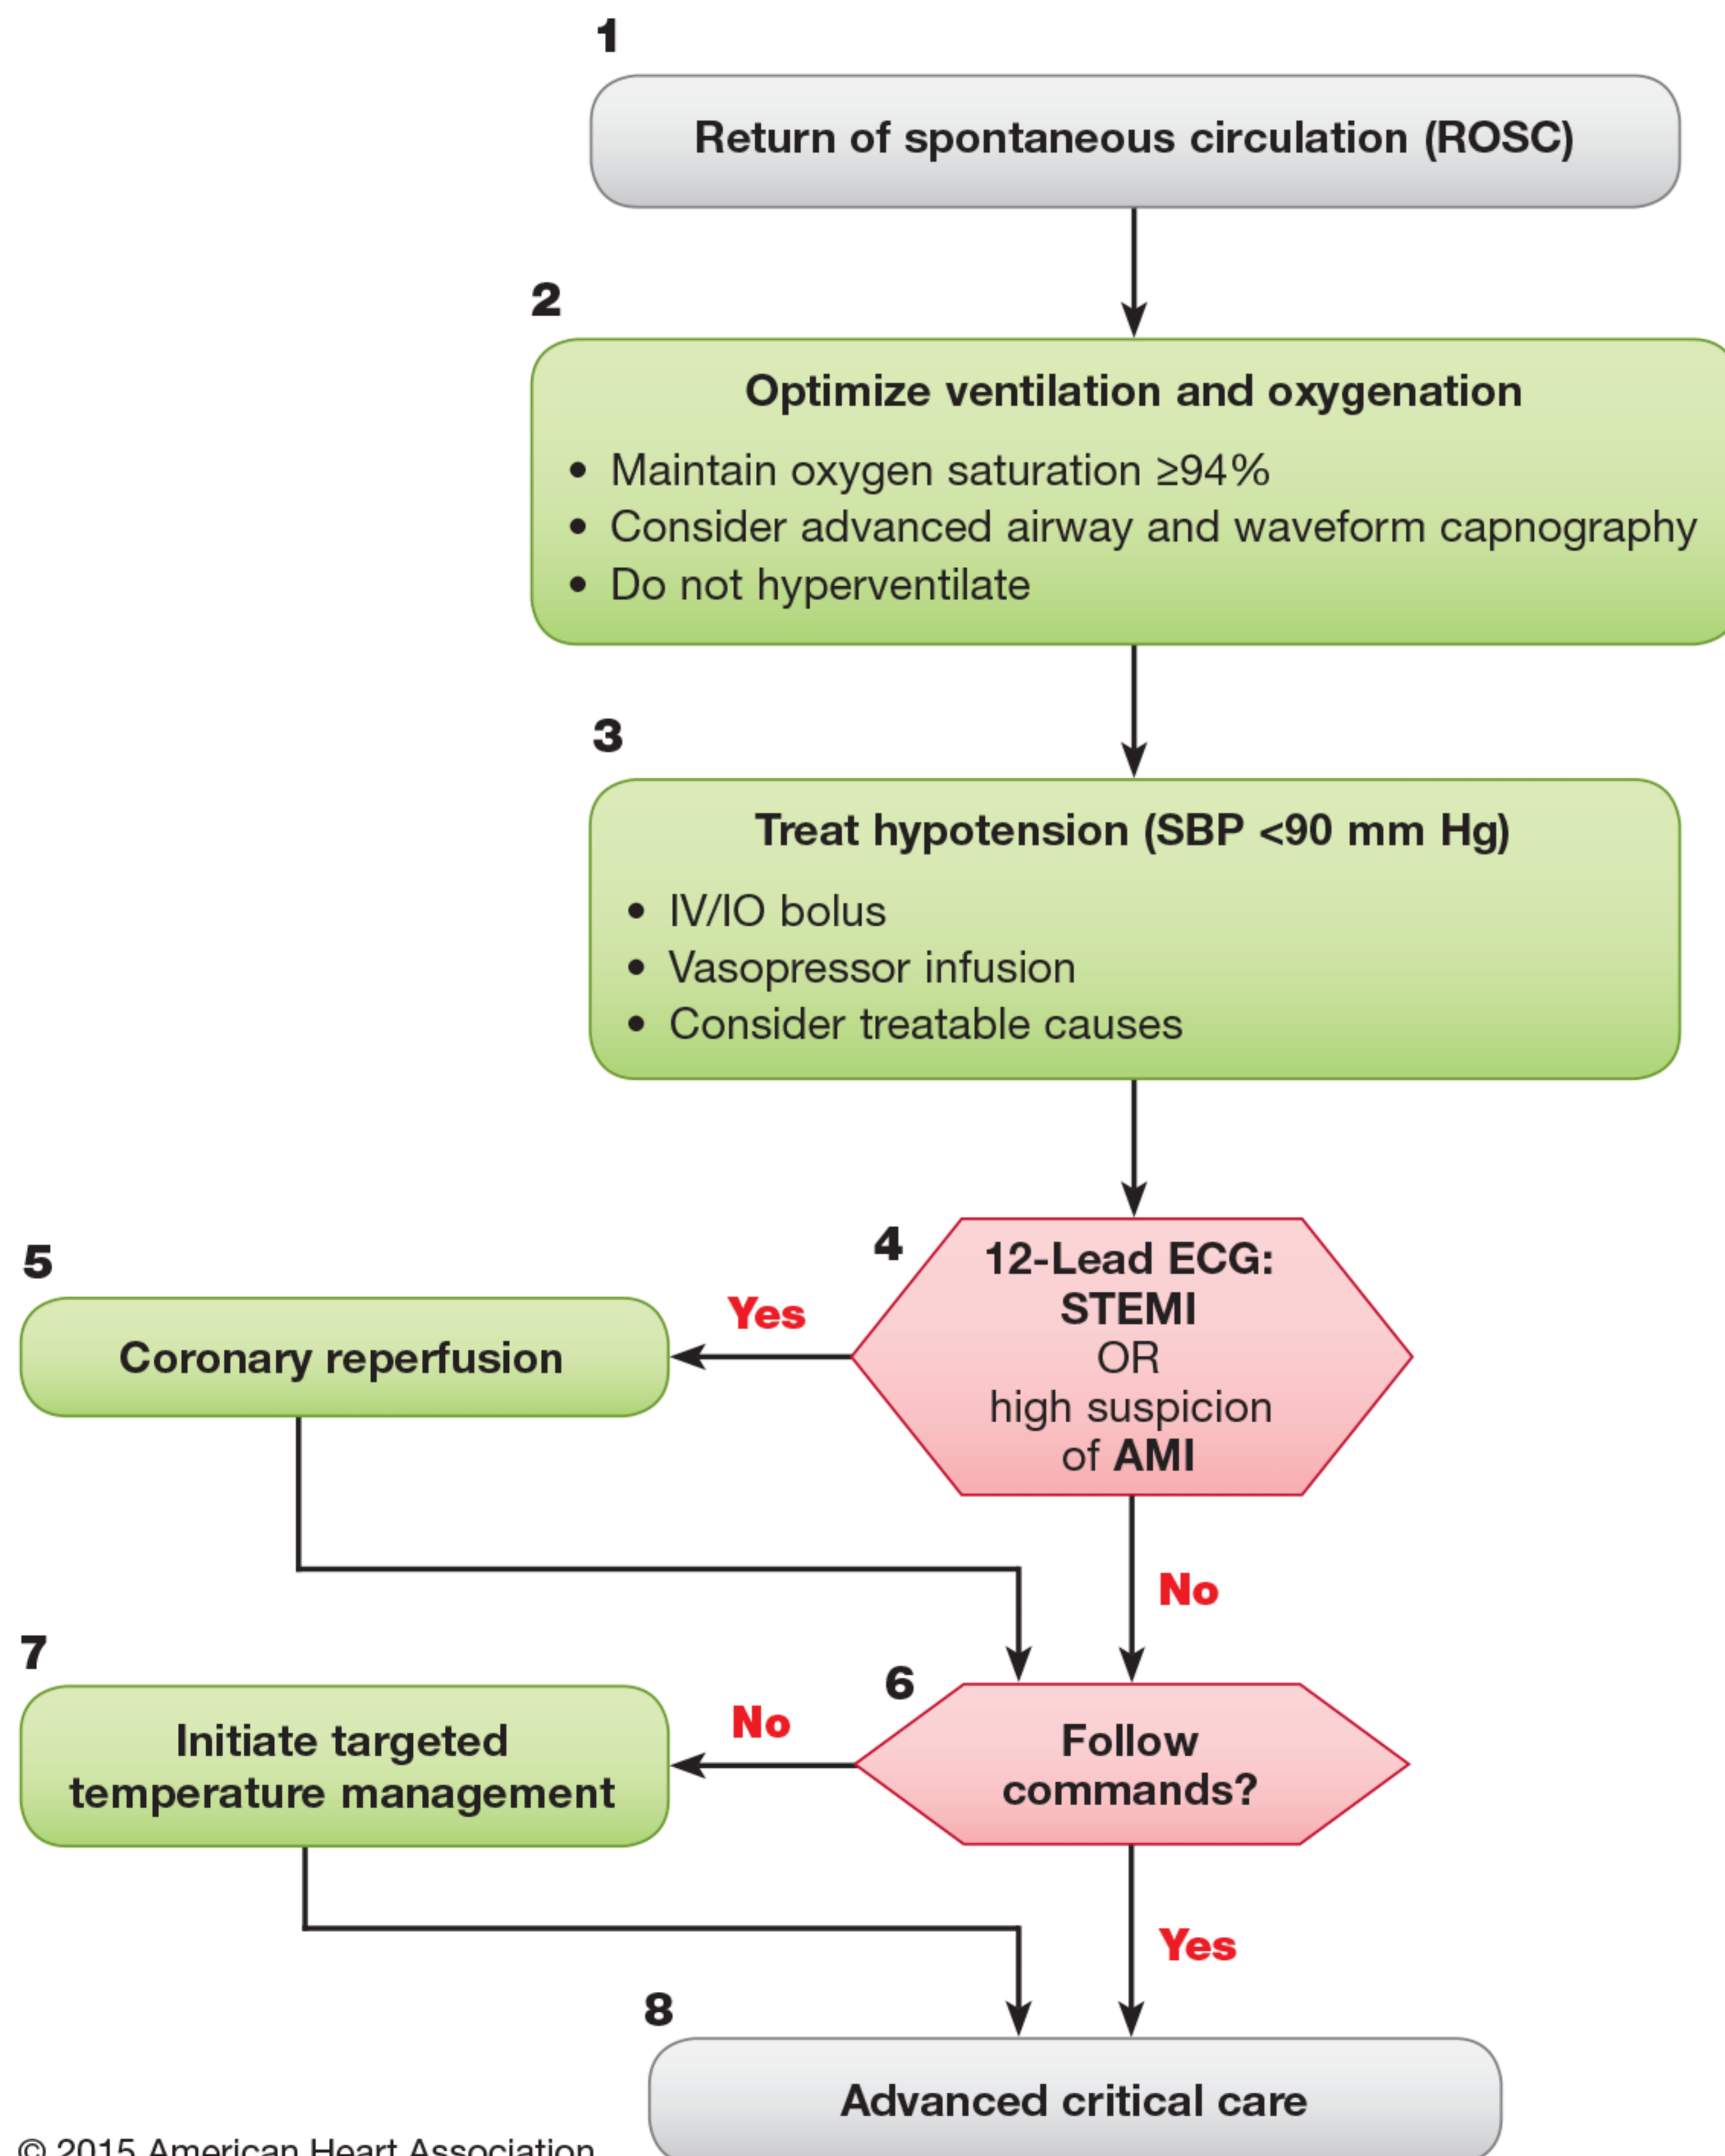 1
Return of spontaneous circulation (ROSC)
2
Optimize ventilation and oxygenation
• Maintain oxygen saturation ≥94%
• Consider advanced airway and waveform capnography
• Do not hyperventilate
3
Treat hypotension (SBP <90 mm Hg)
• IV/IO bolus
• Vasopressor infusion
• Consider treatable causes
4
12-Lead ECG:
STEMI
OR
high suspicion
of AMI
Yes
5
Coronary reperfusion
No
6
Follow
commands?
No
7
Initiate targeted
temperature management
Yes
8
Advanced critical care
© 2015 American Heart Association